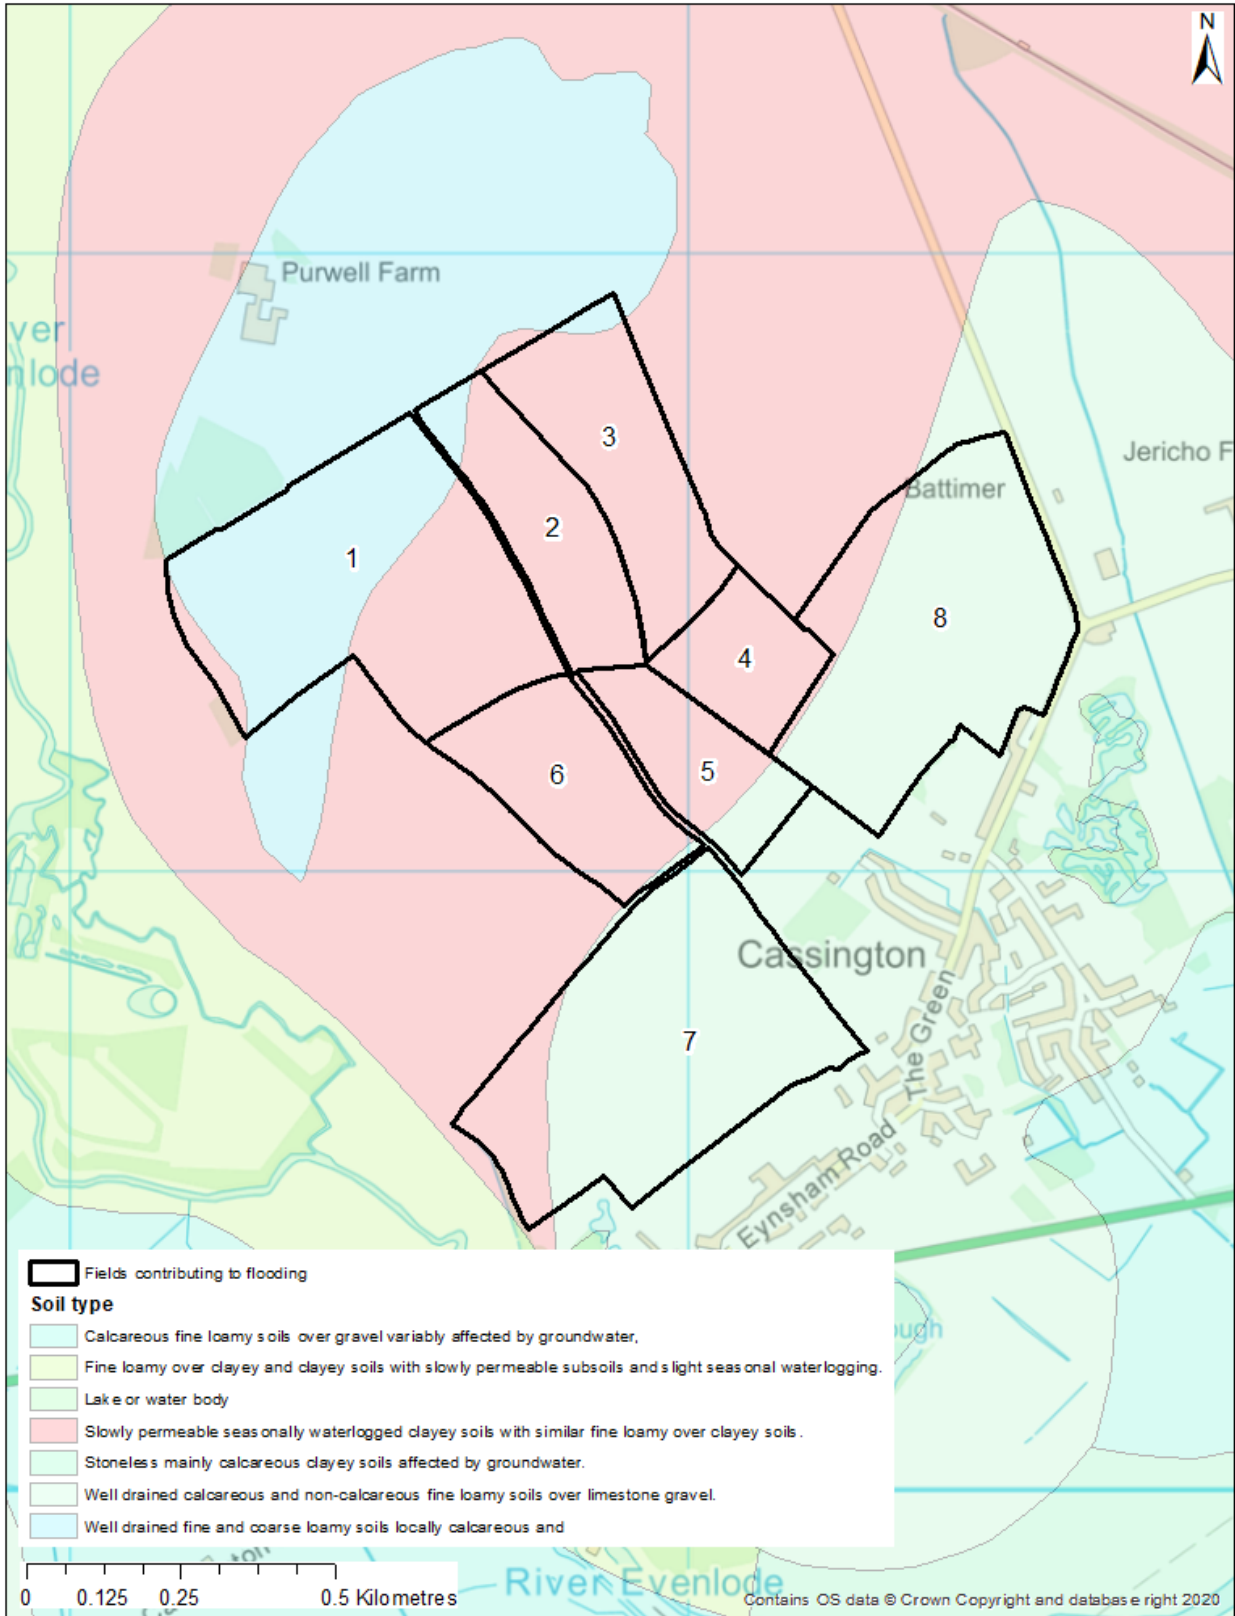 N
Purwell Farm
ver
nlode
Jericho F
Battimer
3
2
1
8
4
5
6
Cassington
The Green
7
Eynsham Road
Fields contributing to flooding
Soil type
Calcareous fine loamy soils over gravel variably affected by groundwater,
Fine loamy over clayey and clayey soils with slowly permeable subsoils and slight seasonal waterlogging.
Lake or water body
Slowly permeable seasonally waterlogged clayey soils with similar fine loamy over clayey soils.
Stoneless mainly calcareous clayey soils affected by groundwater.
Well drained calcareous and non-calcareous fine loamy soils over limestone gravel.
Well drained fine and coarse loamy soils locally calcareous and
ough
ton
0 0.125 0.25 0.5 Kilometres
River Evenlode
Contains OS data © Crown Copyright and database right 2020